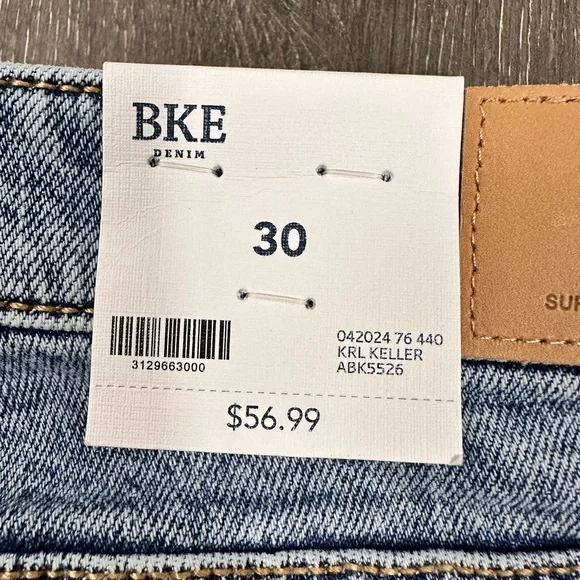 BKE
DENIM
30
3129663000
042024 76 440
KRL KELLER
ABK5526
$56.99